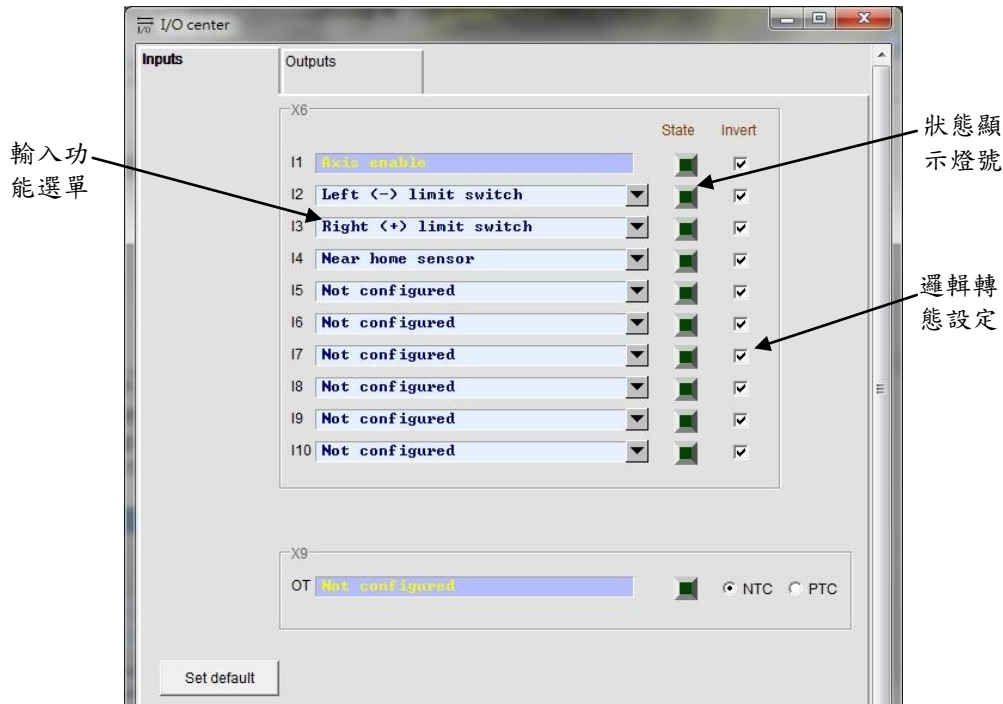 I/O I/O center
Inputs
Outputs
X6
State Invert
I1 Axis enable
I2 Left (-) limit switch
I3 Right (+) limit switch
I4 Near home sensor
I5 Not configured
I6 Not configured
I7 Not configured
I8 Not configured
I9 Not configured
I10 Not configured
X9
OT Not configured
NTC PTC
Set default
輸入功
能選單
狀態顯
示燈號
邏輯轉
態設定